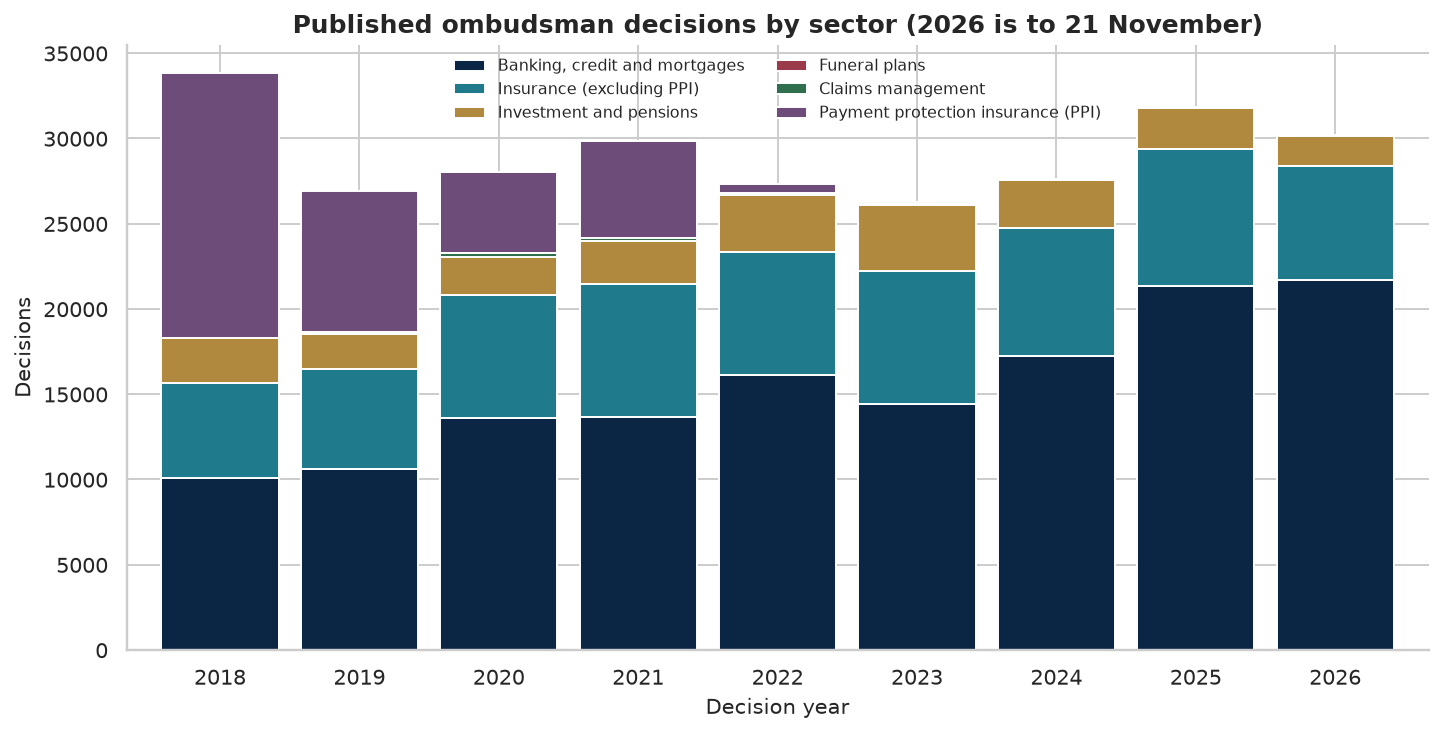 Published ombudsman decisions by sector (2026 is to 21 November)
Banking, credit and mortgages
Insurance (excluding PPI)
Investment and pensions
Funeral plans
Claims management
Payment protection insurance (PPI)
Decisions
35000
30000
25000
20000
15000
10000
5000
0
2018 2019 2020 2021 2022 2023 2024 2025 2026
Decision year